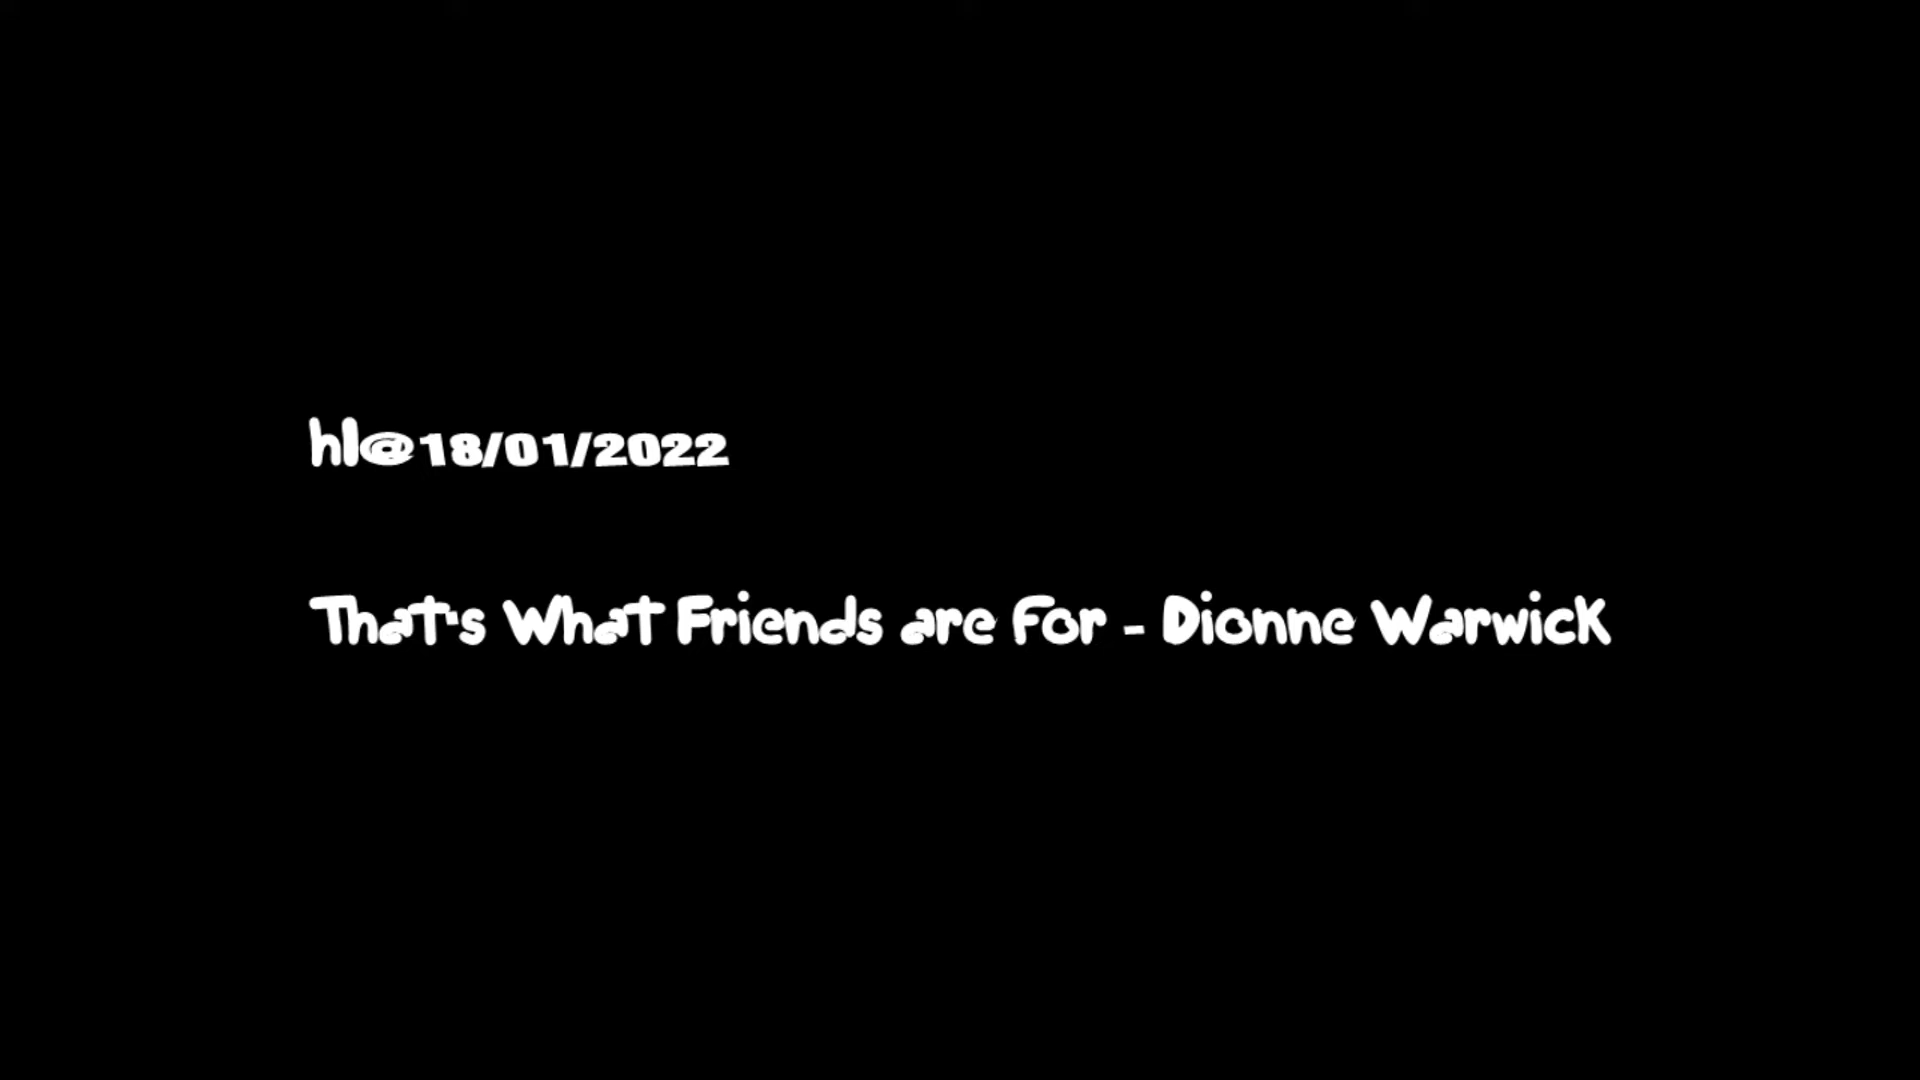 hl@18/01/2022
That's What Friends are For - Dionne Warwick